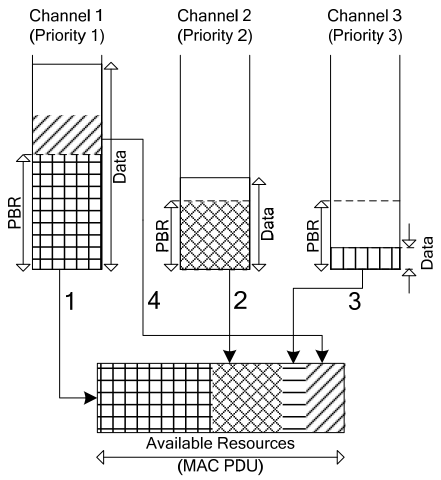 Channel 1
(Priority 1)
Channel 2
(Priority 2)
Channel 3
(Priority 3)
PBR
Data
PBR
Data
PBR
Data
1
4
2
3
Available Resources
(MAC PDU)